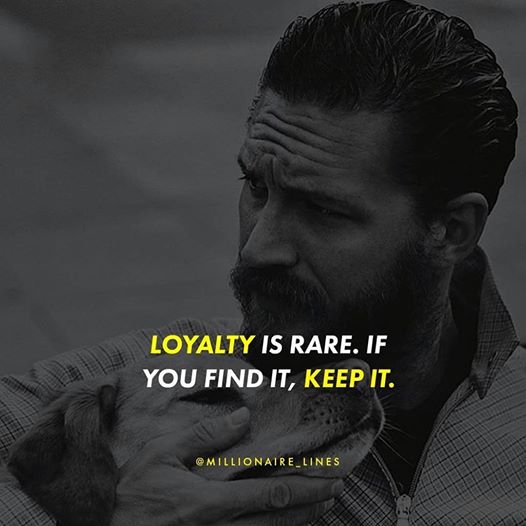 LOYALTY IS RARE. IF
YOU FIND IT, KEEP IT.
@MILLIONAIRE_LINES